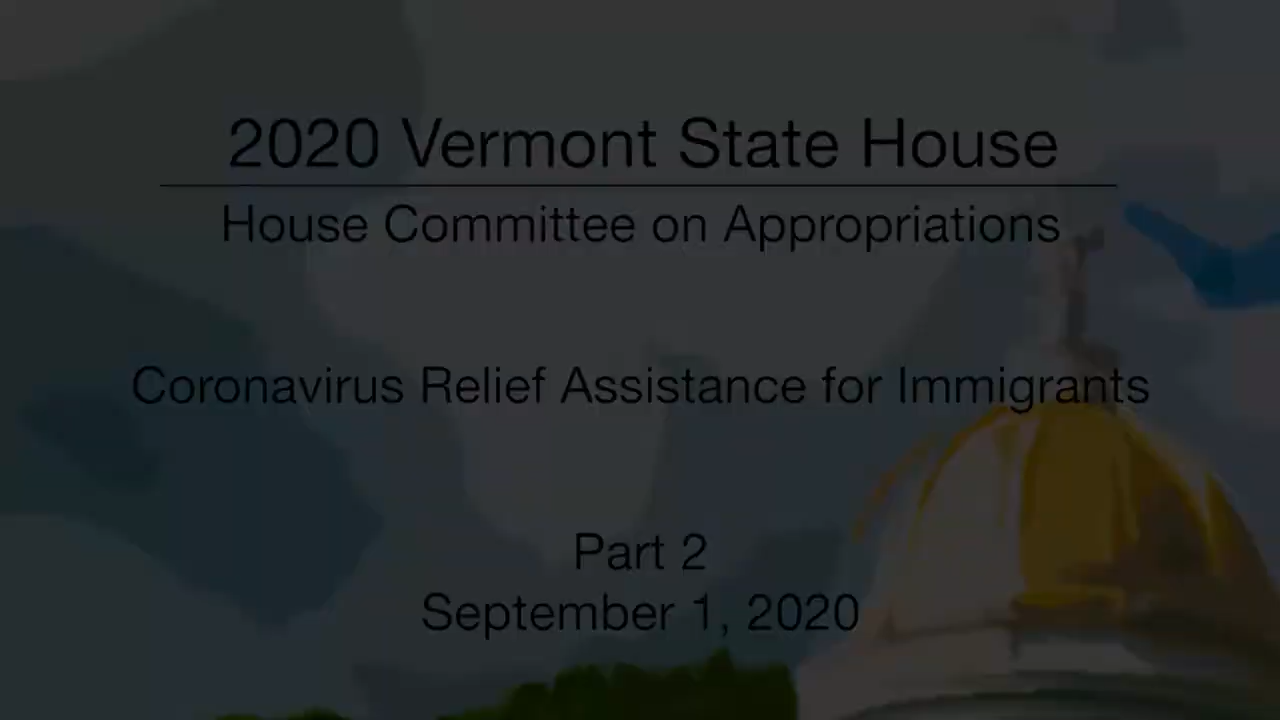 2020 Vermont State House
House Committee on Appropriations
Coronavirus Relief Assistance for Immigrants
Part 2
September 1, 2020